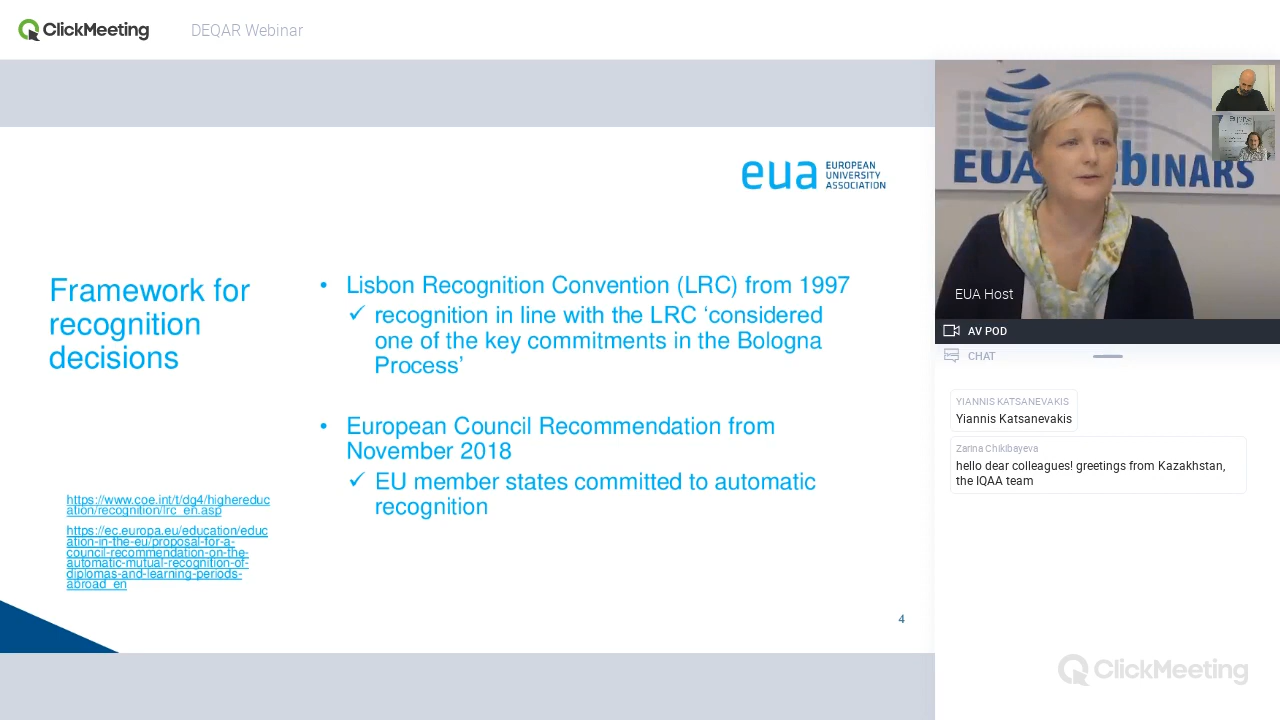 ClickMeeting
DEQAR Webinar
eua EUROPEAN
UNIVERSITY
ASSOCIATION
Framework for
recognition
decisions
• Lisbon Recognition Convention (LRC) from 1997
✓ recognition in line with the LRC ‘considered
one of the key commitments in the Bologna
Process’
• European Council Recommendation from
November 2018
✓ EU member states committed to automatic
recognition
https://www.coe.int/t/dg4/highereduc
ation/recognition/lrc_en.asp
https://ec.europa.eu/education/educ
ation-in-the-eu/proposal-for-a-
council-recommendation-on-the-
automatic-mutual-recognition-of-
diplomas-and-learning-periods-
abroad_en
4
EUA
binars
EUA Host
AV POD
CHAT
YIANNIS KATSANEVAKIS
Yiannis Katsanevakis
Zarina Chikibayeva
hello dear colleagues! greetings from Kazakhstan,
the IQAA team
ClickMeeting